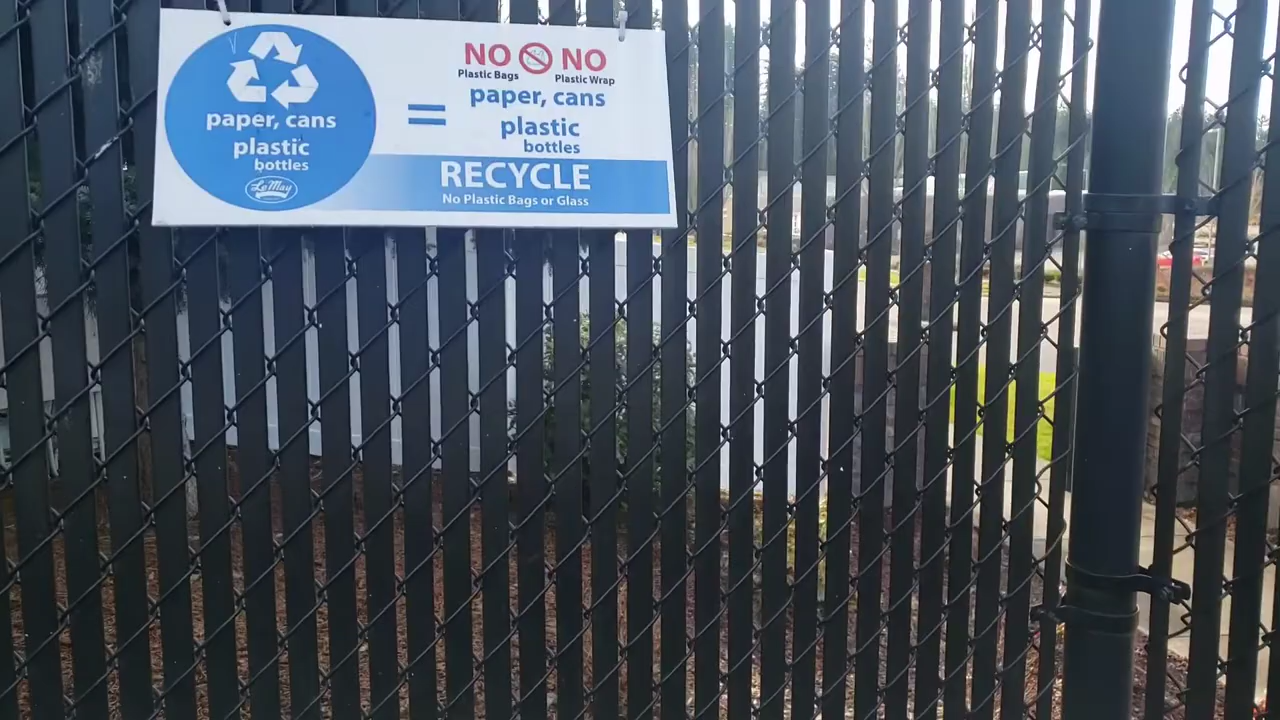 paper, cans
plastic
bottles
LeMay
=
NO NO
Plastic Bags Plastic Wrap
paper, cans
plastic
bottles
RECYCLE
No Plastic Bags or Glass